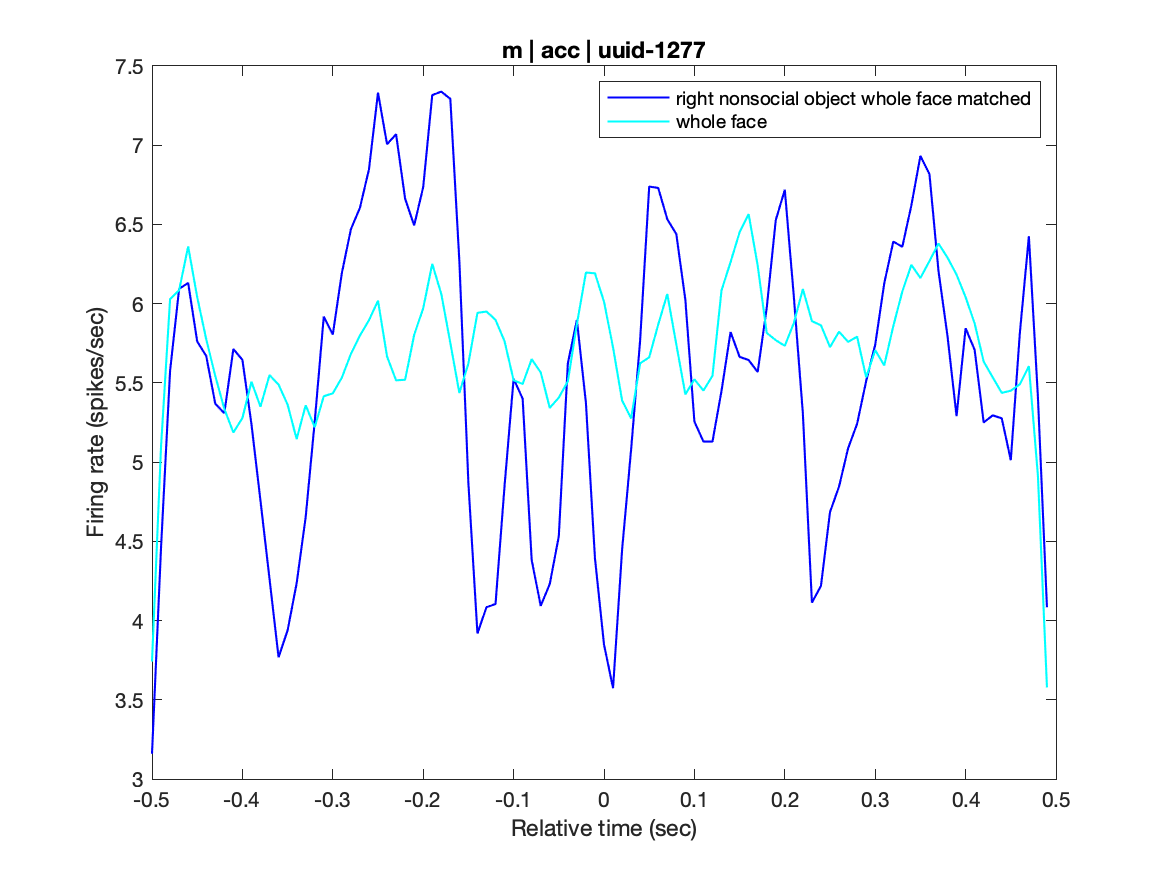 m | acc | uuid-1277
right nonsocial object whole face matched
whole face
Firing rate (spikes/sec)
7.5
7
6.5
6
5.5
5
4.5
4
3.5
3
-0.5 -0.4 -0.3 -0.2 -0.1 0 0.1 0.2 0.3 0.4 0.5
Relative time (sec)